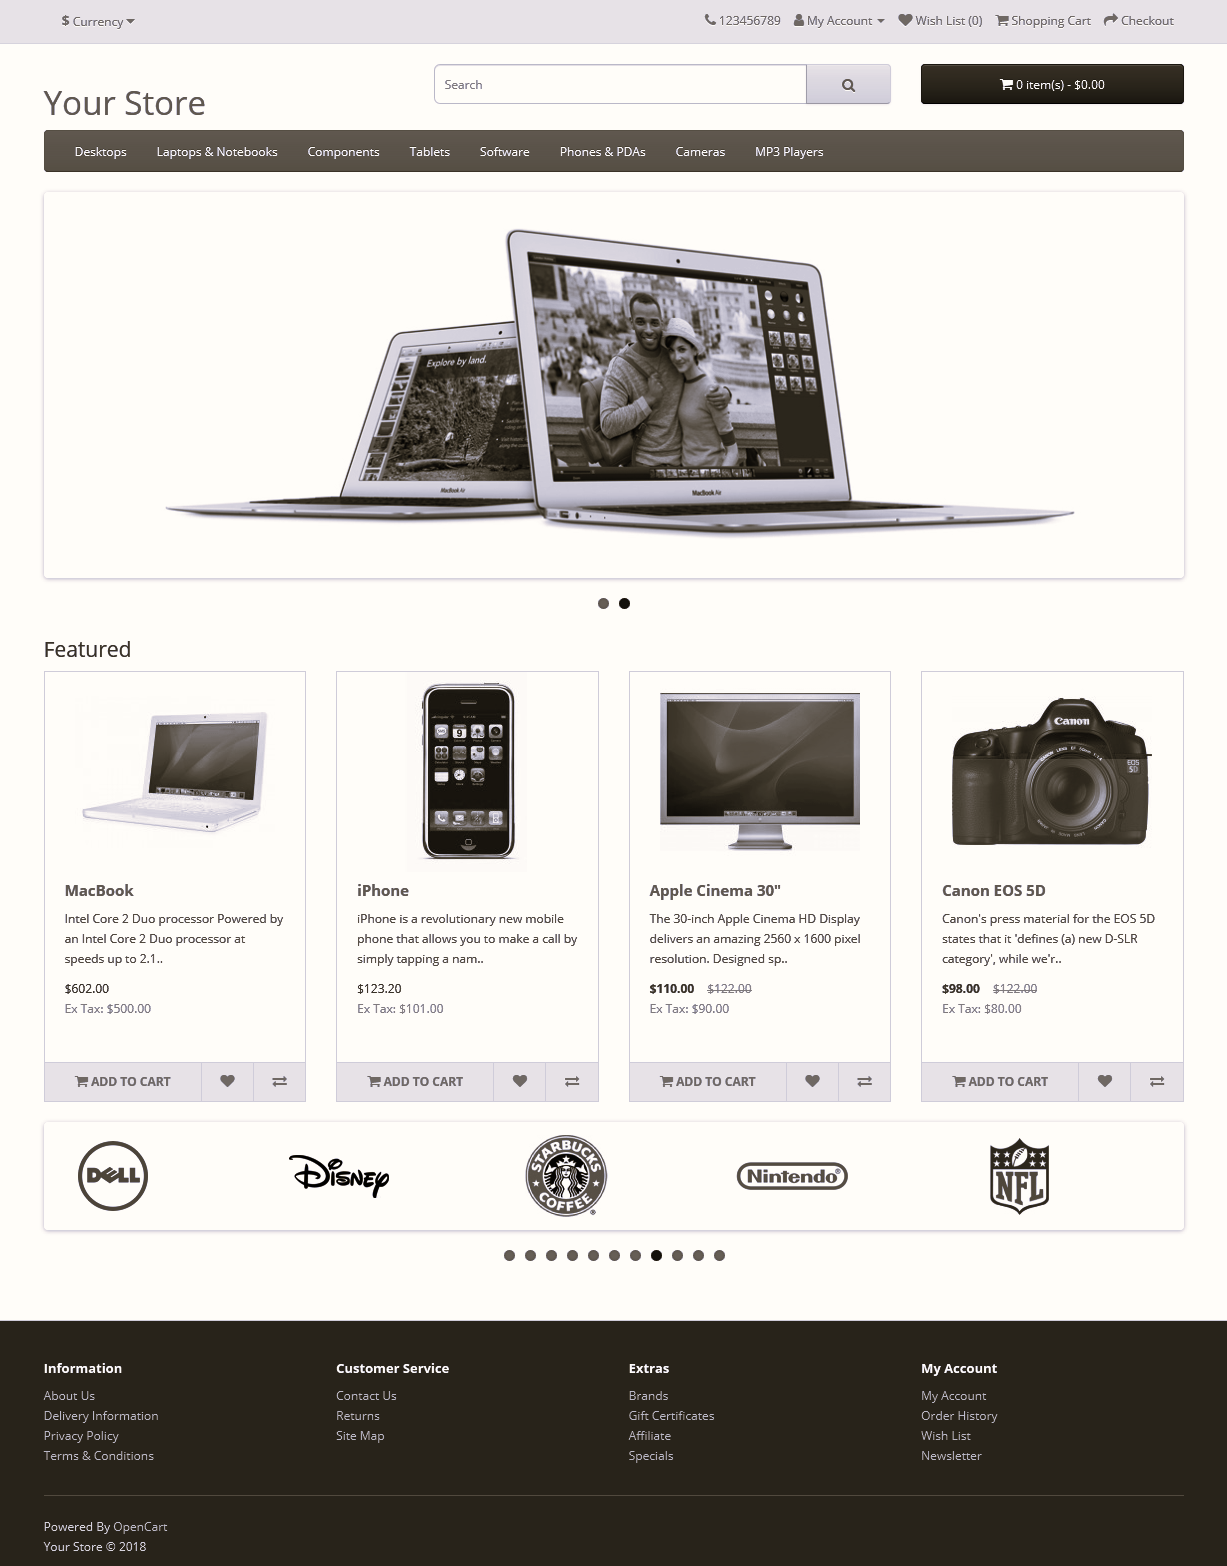 $ Currency
123456789 My Account Wish List (0) Shopping Cart Checkout
Your Store
Search
0 item(s) - $0.00
Desktops Laptops & Notebooks Components Tablets Software Phones & PDAs Cameras MP3 Players
Explore by land.
MacBook Air
MacBook Air
Featured
Canon
EOS
5D
MacBook
Intel Core 2 Duo processor Powered by
an Intel Core 2 Duo processor at
speeds up to 2.1..
$602.00
Ex Tax: $500.00
ADD TO CART
iPhone
iPhone is a revolutionary new mobile
phone that allows you to make a call by
simply tapping a nam..
$123.20
Ex Tax: $101.00
ADD TO CART
Apple Cinema 30"
The 30-inch Apple Cinema HD Display
delivers an amazing 2560 x 1600 pixel
resolution. Designed sp..
$110.00 $122.00
Ex Tax: $90.00
ADD TO CART
Canon EOS 5D
Canon's press material for the EOS 5D
states that it 'defines (a) new D-SLR
category', while we'r..
$98.00 $122.00
Ex Tax: $80.00
ADD TO CART
DELL
Disney
STARBUCKS
COFFEE
®
Nintendo
NFL
Information
About Us
Delivery Information
Privacy Policy
Terms & Conditions
Customer Service
Contact Us
Returns
Site Map
Extras
Brands
Gift Certificates
Affiliate
Specials
My Account
My Account
Order History
Wish List
Newsletter
Powered By OpenCart
Your Store © 2018